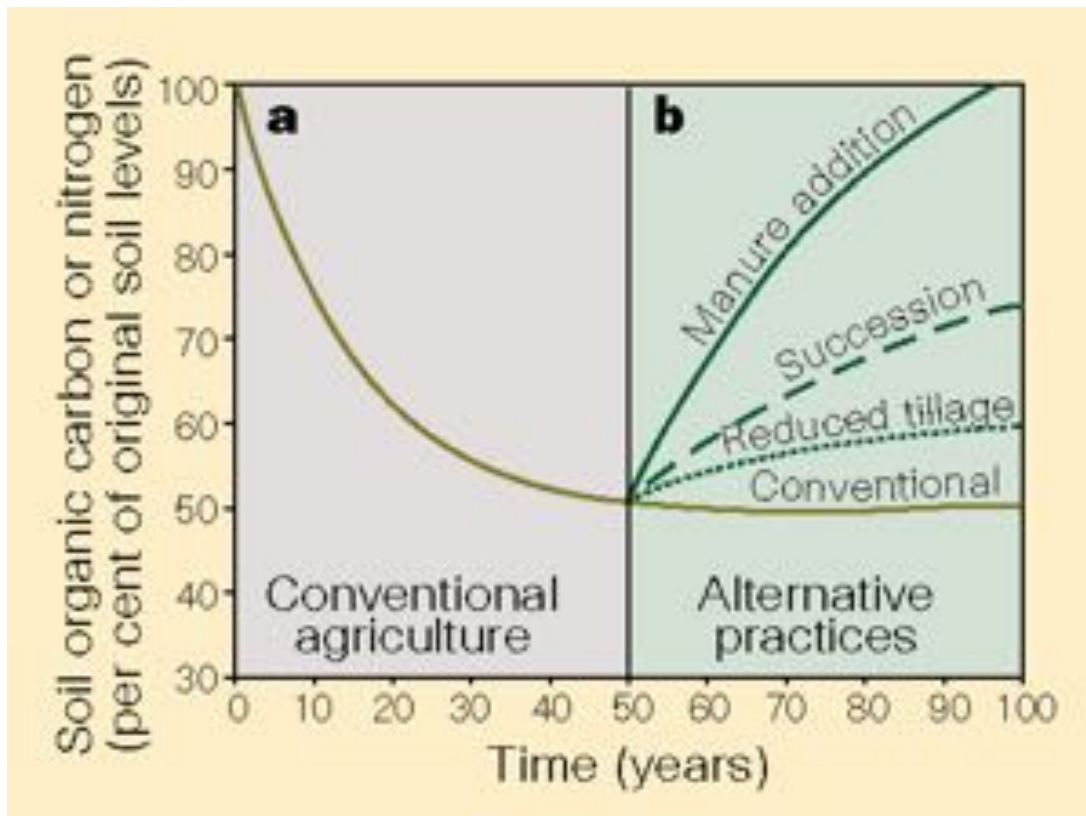 Soil organic carbon or nitrogen
(per cent of original soil levels)
100
90
80
70
60
50
40
30
a
Conventional
agriculture
b
Manure addition
Succession
Reduced tillage
Conventional
Alternative
practices
0 10 20 30 40 50 60 70 80 90 100
Time (years)